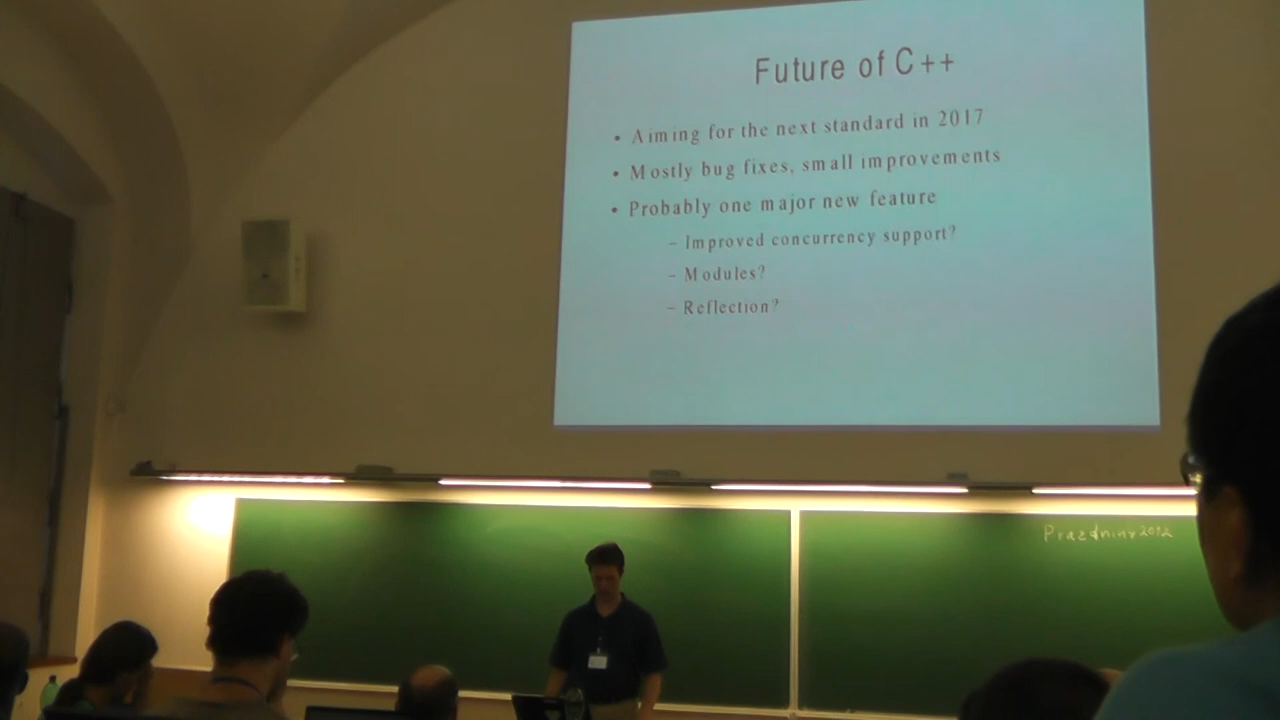 Future of C++
• Aiming for the next standard in 2017
• Mostly bug fixes, small improvements
• Probably one major new feature
– Improved concurrency support?
– Modules?
– Reflection?
Prazdniny 2012